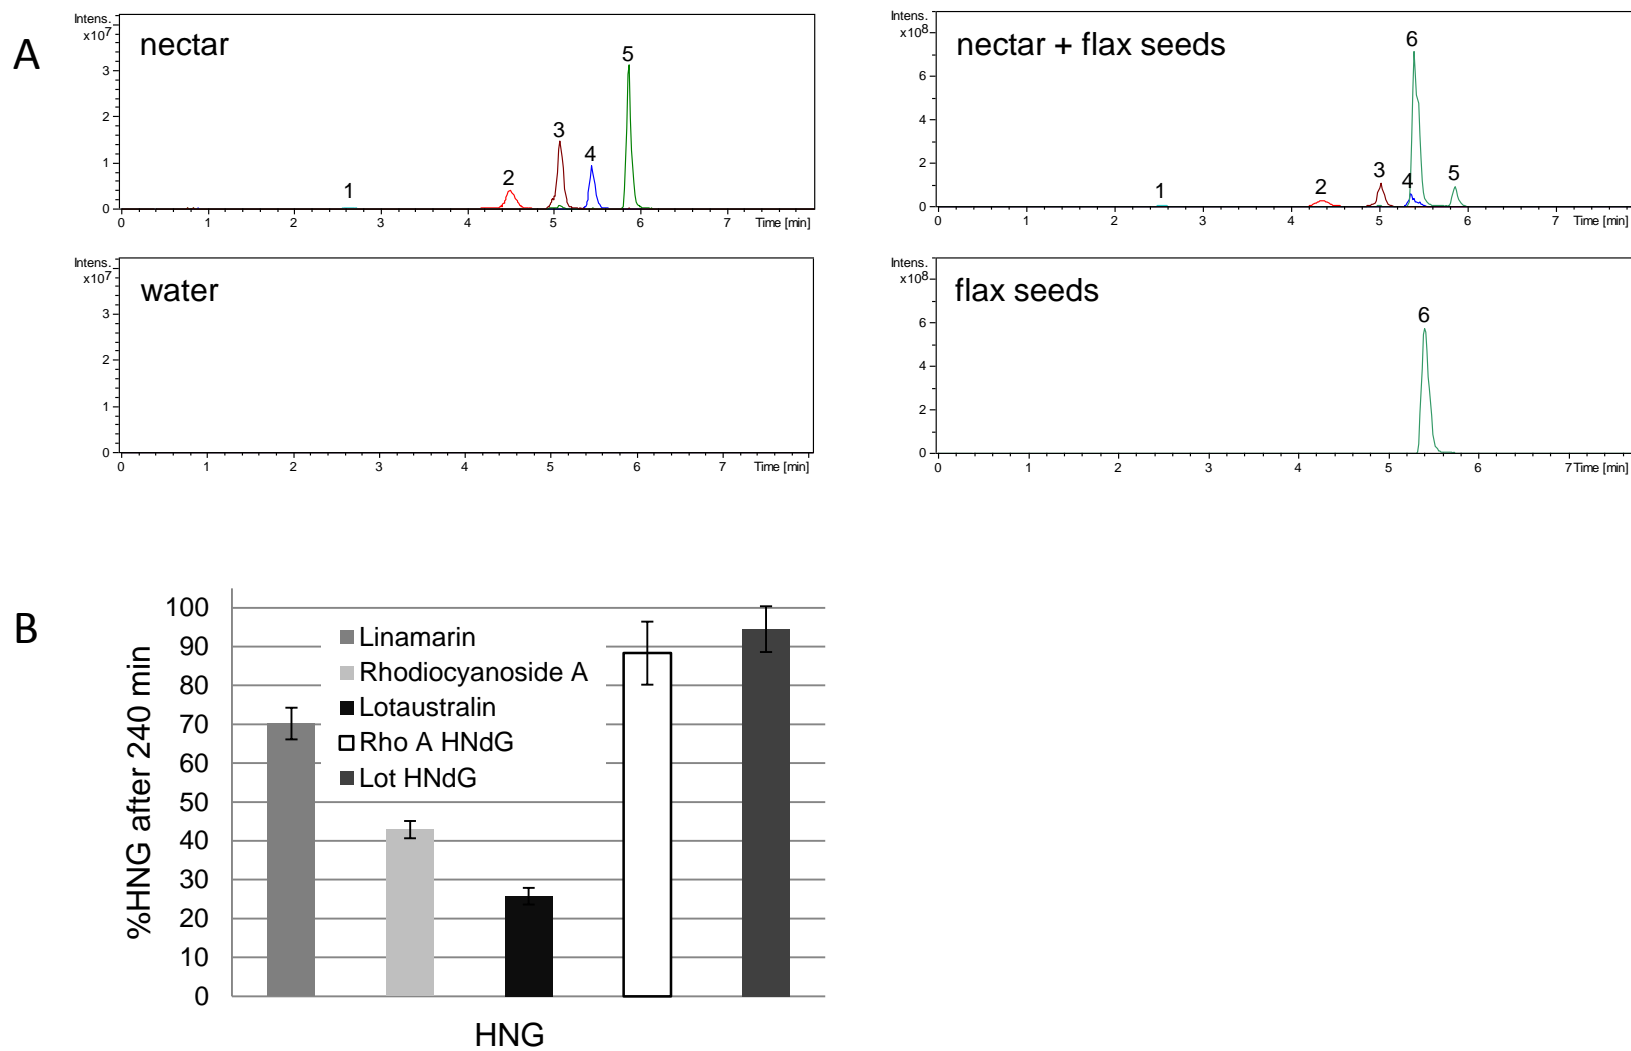 A
Intens.
x10^7
nectar
3
2
1
0
1
2
3
4
5
0 1 2 3 4 5 6 7 Time [min]
Intens.
x10^8
nectar + flax seeds
6
4
2
0
1
2
3
4
6
5
0 1 2 3 4 5 6 7 Time [min]
Intens.
x10^7
water
3
2
1
0
0 1 2 3 4 5 6 7 Time [min]
Intens.
x10^8
flax seeds
6
4
2
0
6
0 1 2 3 4 5 6 7 Time [min]
B
%HNG after 240 min
100
90
80
70
60
50
40
30
20
10
0
Linamarin
Rhodiocyanoside A
Lotaustralin
Rho A HNdG
Lot HNdG
HNG